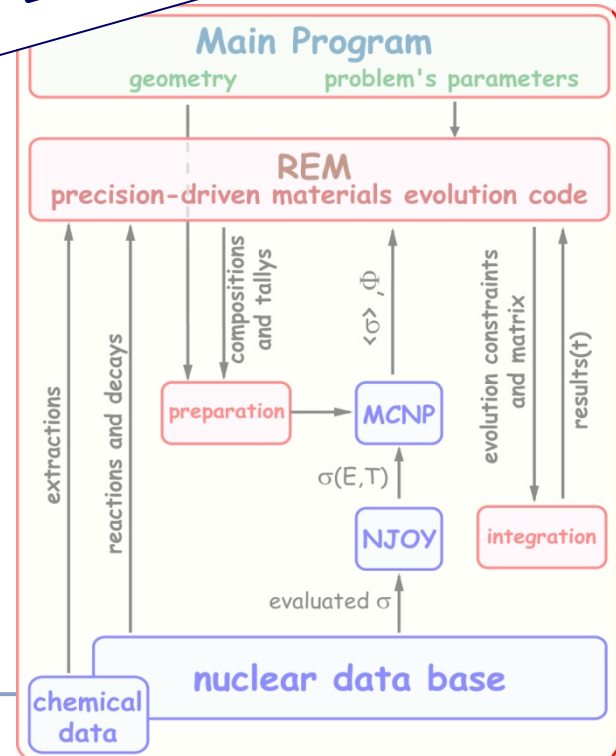 Main Program
geometry problem's parameters
REM
precision-driven materials evolution code
extractions
reactions and decays
compositions
and tallys
<σ> ,Φ
evolution constraints
and matrix
results(t)
preparation
MCNP
σ(E,T)
NJOY
integration
evaluated σ
nuclear data base
chemical
data